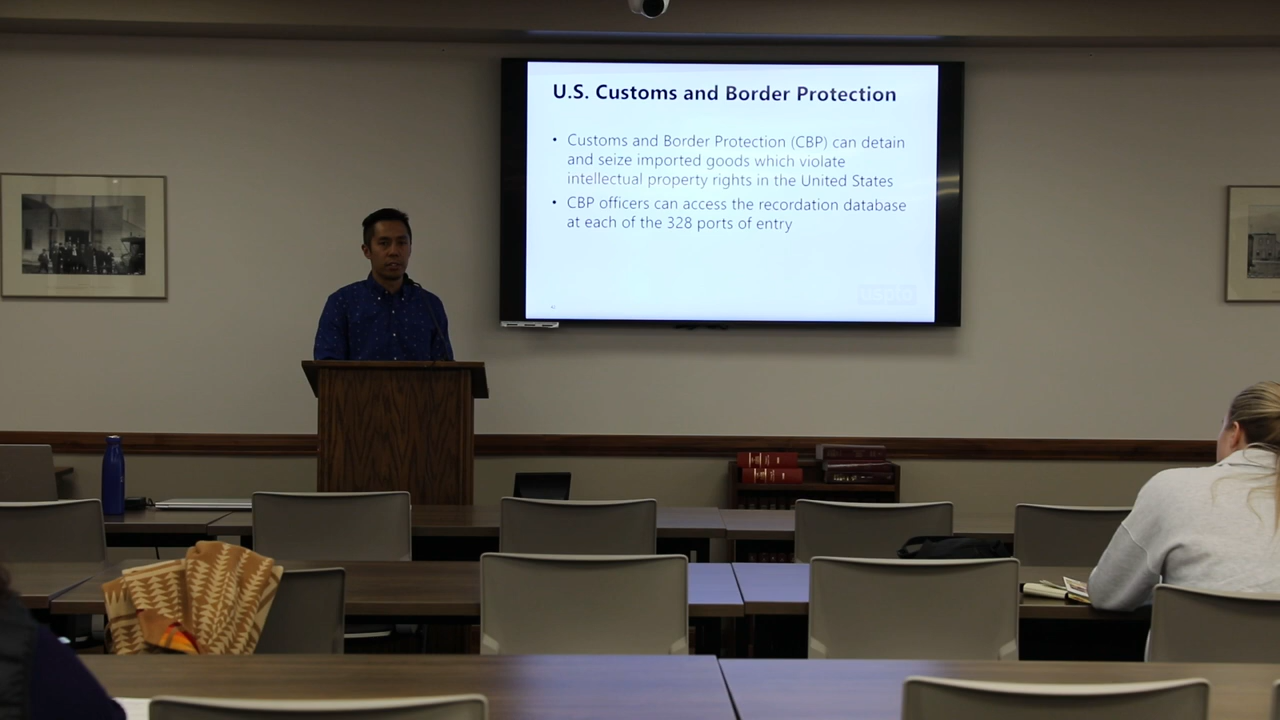 U.S. Customs and Border Protection
• Customs and Border Protection (CBP) can detain
and seize imported goods which violate
intellectual property rights in the United States
• CBP officers can access the recordation database
at each of the 328 ports of entry
uspto